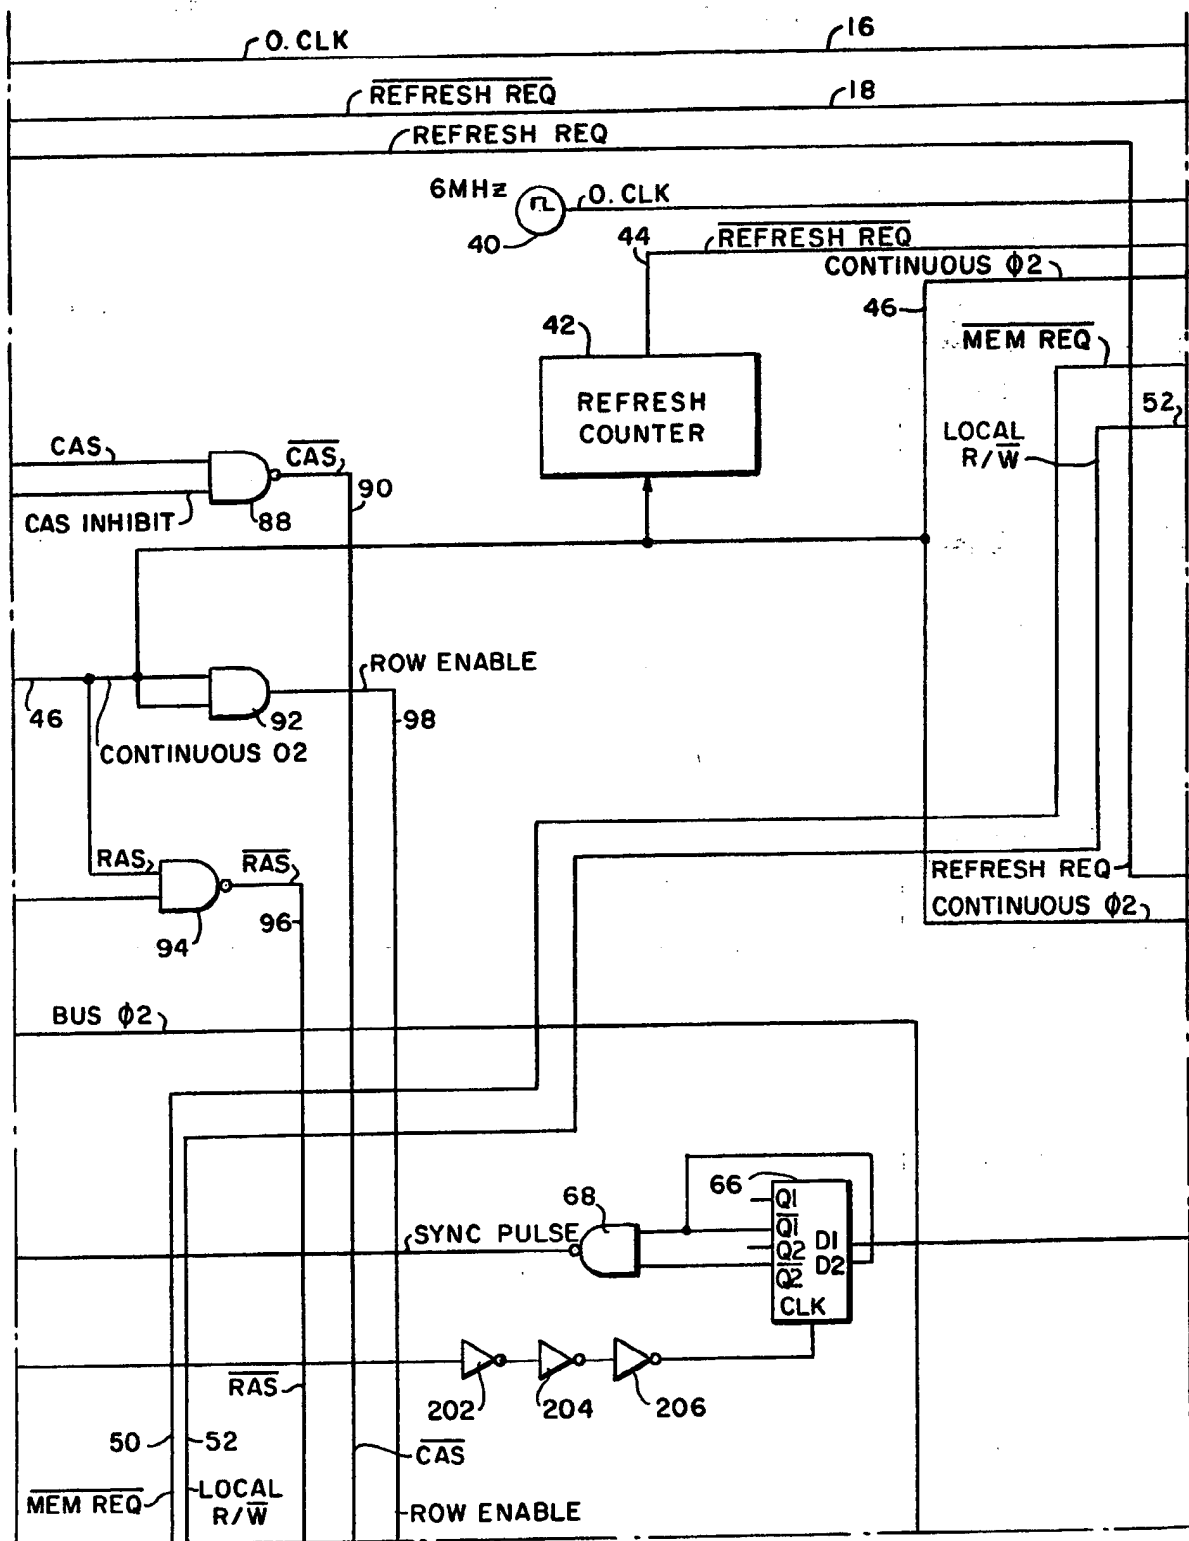 O. CLK
16
REFRESH REQ
18
REFRESH REQ
6MHz
O. CLK
40
44
REFRESH REQ
CONTINUOUS ϕ2
46
42
MEM REQ
REFRESH
COUNTER
52
LOCAL
R/W̅
CAS
CAS
90
CAS INHIBIT
88
ROW ENABLE
46
92
98
CONTINUOUS O2
RAS
RAS
REFRESH REQ
CONTINUOUS ϕ2
94
96
BUS ϕ2
66
68
Q1
Q1
SYNC PULSE
Q2
D1
Q2
D2
CLK
RAS
202
204
206
50
52
CAS
MEM REQ
LOCAL
R/W̅
ROW ENABLE